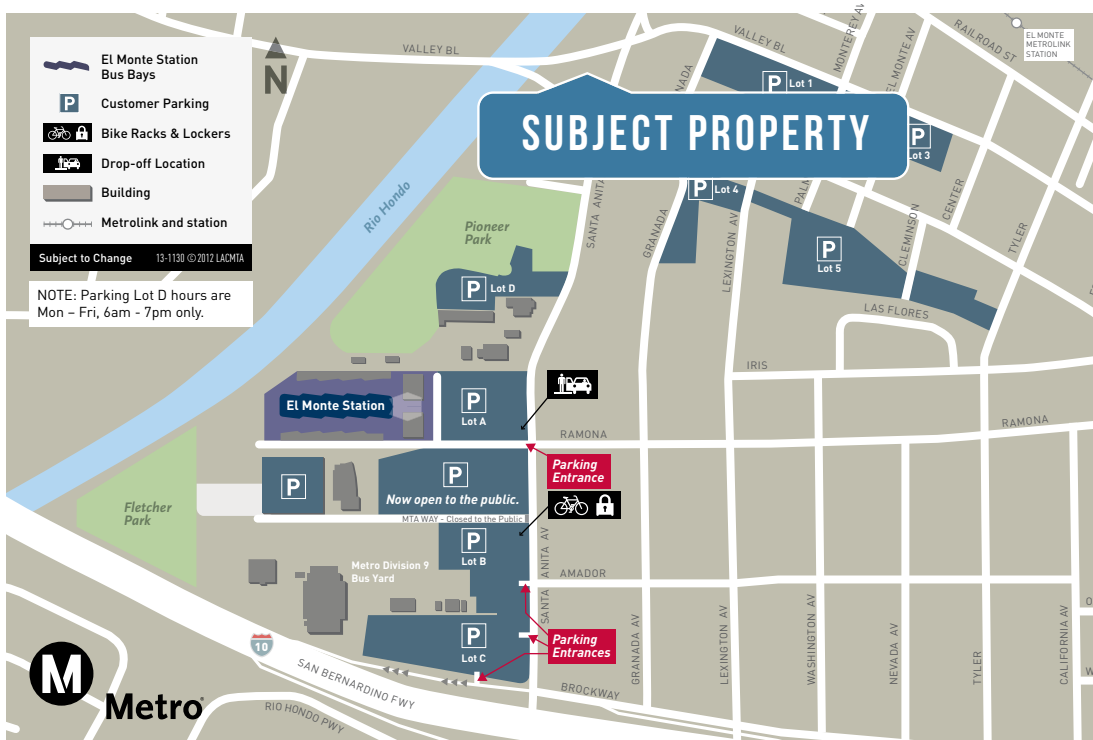 El Monte Station
Bus Bays
P
Customer Parking
Bike Racks & Lockers
Drop-off Location
Building
Metrolink and station
Subject to Change 13-1130 © 2012 LACMTA
NOTE: Parking Lot D hours are
Mon – Fri, 6am - 7pm only.
N
VALLEY BL
VALLEY BL
MONTEREY AV
EL MONTE AV
RAILROAD ST
EL MONTE
METROLINK
STATION
P Lot 1
SUBJECT PROPERTY
P
Lot 3
P Lot 4
Rio Hondo
Pioneer
Park
SANTA ANITA
GRANADA
LEXINGTON AV
P
Lot 5
CLEMINSON
CENTER
TYLER
P Lot D
LAS FLORES
IRIS
El Monte Station
P
Lot A
RAMONA
RAMONA
Parking
Entrance
P
P
Now open to the public.
MTA WAY - Closed to the Public
Fletcher
Park
P
Lot B
Metro Division 9
Bus Yard
SANTA ANITA AV
AMADOR
P
Lot C
Parking
Entrances
GRANADA AV
LEXINGTON AV
WASHINGTON AV
NEVADA AV
TYLER
CALIFORNIA AV
10
SAN BERNARDINO FWY
BROCKWAY
RIO HONDO PWY
M
Metro